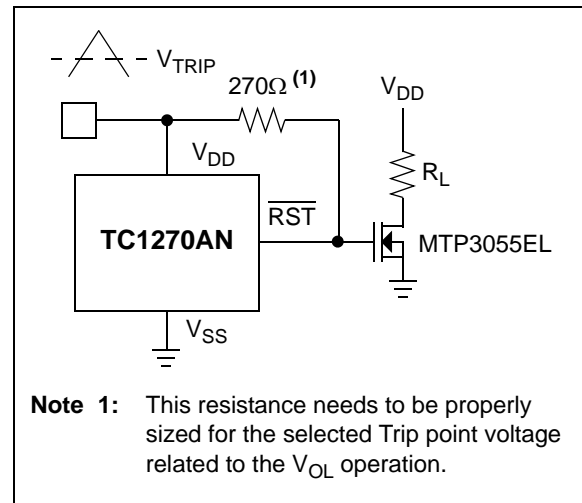 V_TRIP
270Ω (1)
V_DD
V_DD
R_L
RST
TC1270AN
MTP3055EL
V_SS
Note 1: This resistance needs to be properly
sized for the selected Trip point voltage
related to the V_OL operation.